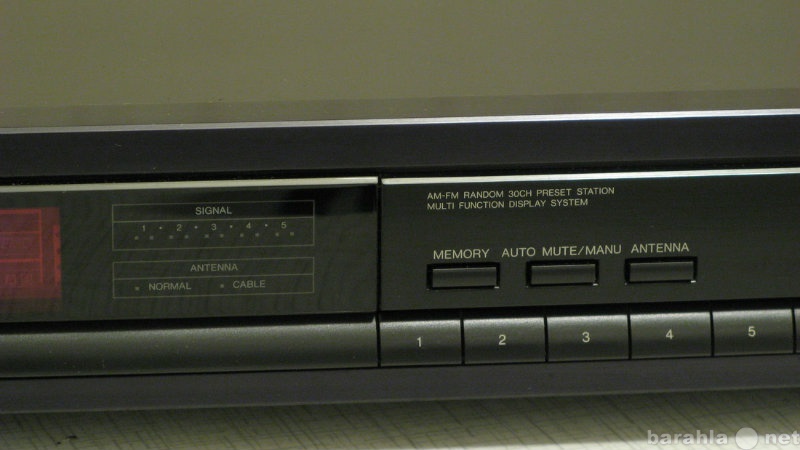 SIGNAL
1 • 2 • 3 • 4 • 5
ANTENNA
NORMAL CABLE
AM-FM RANDOM 30CH PRESET STATION
MULTI FUNCTION DISPLAY SYSTEM
MEMORY AUTO MUTE/MANU ANTENNA
1 2 3 4 5
barahla.net